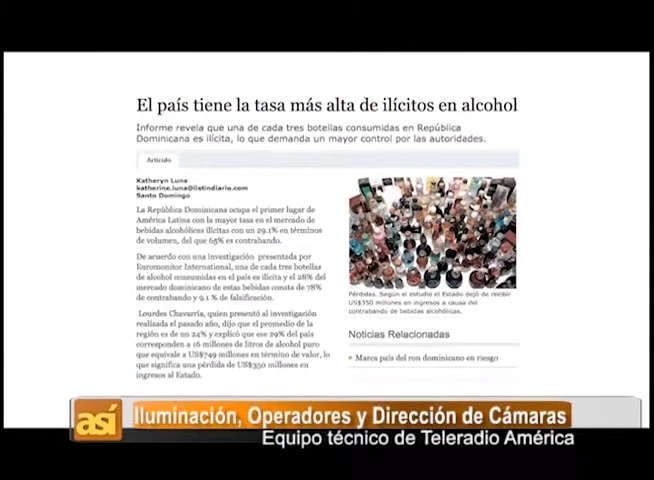 El país tiene la tasa más alta de ilícitos en alcohol
Informe revela que una de cada tres botellas consumidas en República
Dominicana es ilícita, lo que demanda un mayor control por las autoridades.
Artículo
Katheryn Luna
katherine.luna@listindiario.com
Santo Domingo
La República Dominicana ocupa el primer lugar de
América Latina con la mayor tasa en el mercado de
bebidas alcohólicas ilícitas con un 29.1% en términos
de volumen, del que 65% es contrabando.
De acuerdo con una investigación presentada por
Euromonitor International, una de cada tres botellas
de alcohol consumidas en el país es ilícita y el 28% del
mercado dominicano de estas bebidas consta de 78%
de contrabando y 9.1 % de falsificación.
Lourdes Chavarría, quien presentó al investigación
realizada el pasado año, dijo que el promedio de la
región es de un 24% y explicó que ese 29% del país
corresponden a 16 millones de litros de alcohol puro
que equivale a US$749 millones en término de valor, lo
que significa una pérdida de US$350 millones en
ingresos al Estado.
Pérdidas. Según el estudio el Estado dejó de recibir
US$350 millones en ingresos a causa del
contrabando de bebidas alcohólicas.
Noticias Relacionadas
Marca país del ron dominicano en riesgo
así
Iluminación, Operadores y Dirección de Cámaras
Equipo técnico de Teleradio América